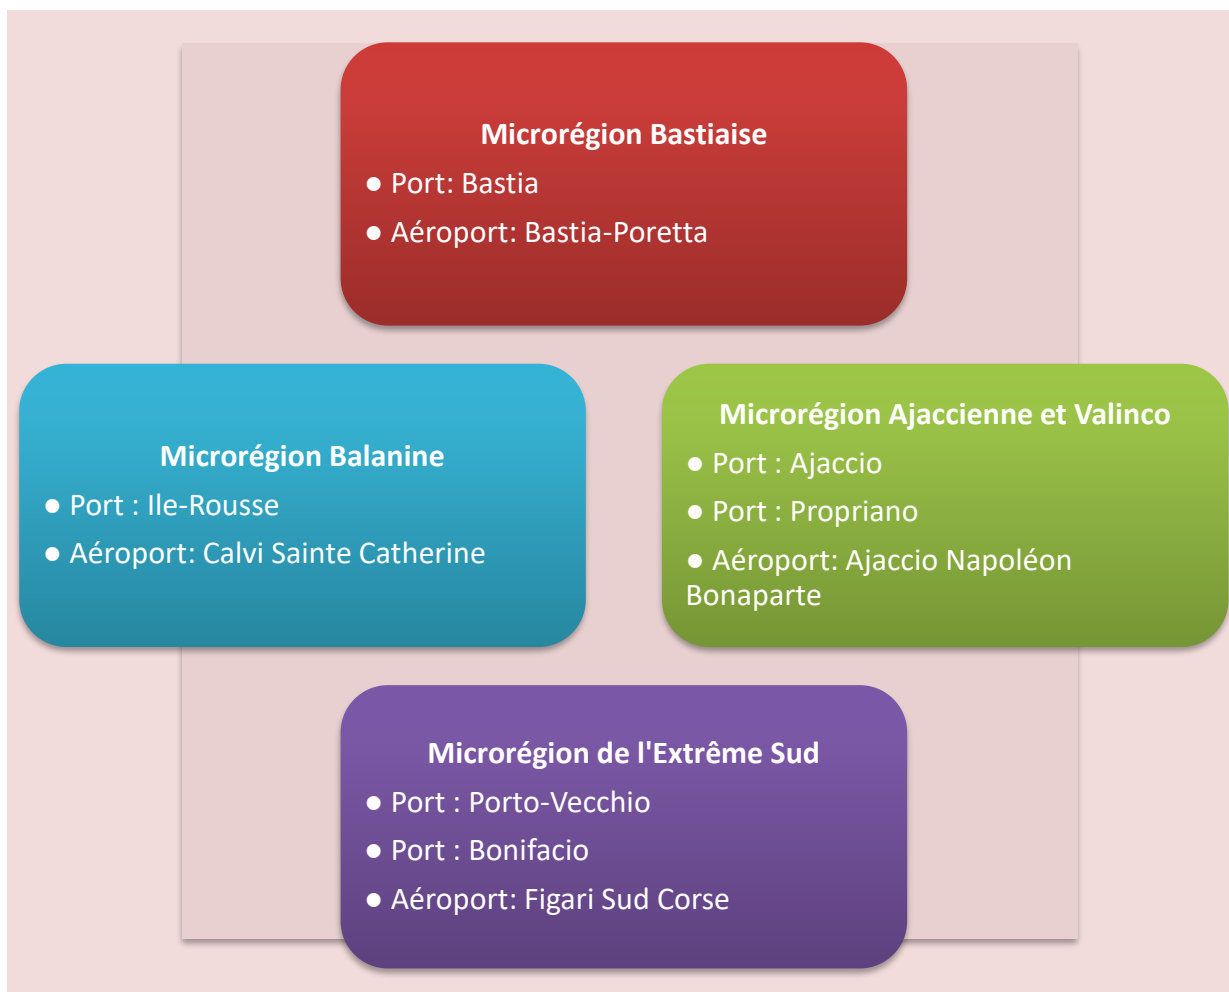 Microrégion Bastiaise
● Port: Bastia
● Aéroport: Bastia-Poretta
Microrégion Balanine
● Port : Ile-Rousse
● Aéroport: Calvi Sainte Catherine
Microrégion Ajaccienne et Valinco
● Port : Ajaccio
● Port : Propriano
● Aéroport: Ajaccio Napoléon
Bonaparte
Microrégion de l'Extrême Sud
● Port : Porto-Vecchio
● Port : Bonifacio
● Aéroport: Figari Sud Corse